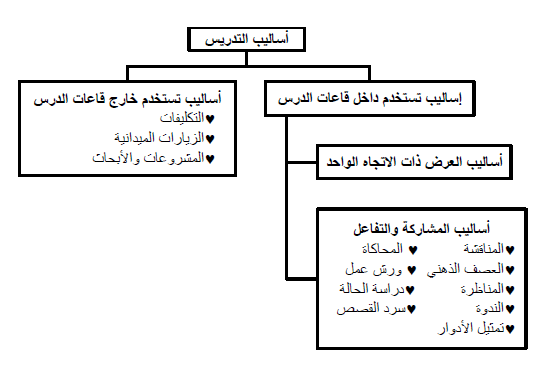 أساليب التدريس
إساليب تستخدم داخل قاعات الدرس
أساليب تستخدم خارج قاعات الدرس
♥التكليفات
♥الزيارات الميدانية
♥المشروعات والأبحاث
أساليب العرض ذات الاتجاه الواحد
أساليب المشاركة والتفاعل
♥المناقشة ♥ المحاكاة
♥العصف الذهني ♥ ورش عمل
♥المناظرة ♥دراسة الحالة
♥الندوة ♥سرد القصص
♥تمثيل الأدوار